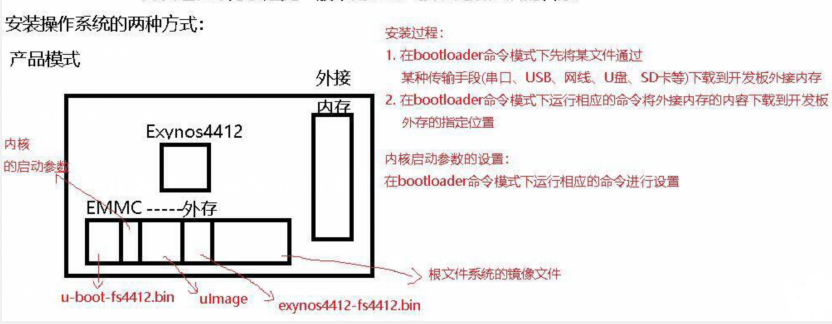 安装操作系统的两种方式：
产品模式
安装过程：
1. 在bootloader命令模式下先将某文件通过
某种传输手段(串口、USB、网线、U盘、SD卡等)下载到开发板外接内存
2. 在bootloader命令模式下运行相应的命令将外接内存的内容下载到开发板
外存的指定位置
内核启动参数的设置：
在bootloader命令模式下运行相应的命令进行设置
外接
内存
Exynos4412
内核
的启动参数
EMMC -----外存
根文件系统的镜像文件
u-boot-fs4412.bin
uImage
exynos4412-fs4412.bin